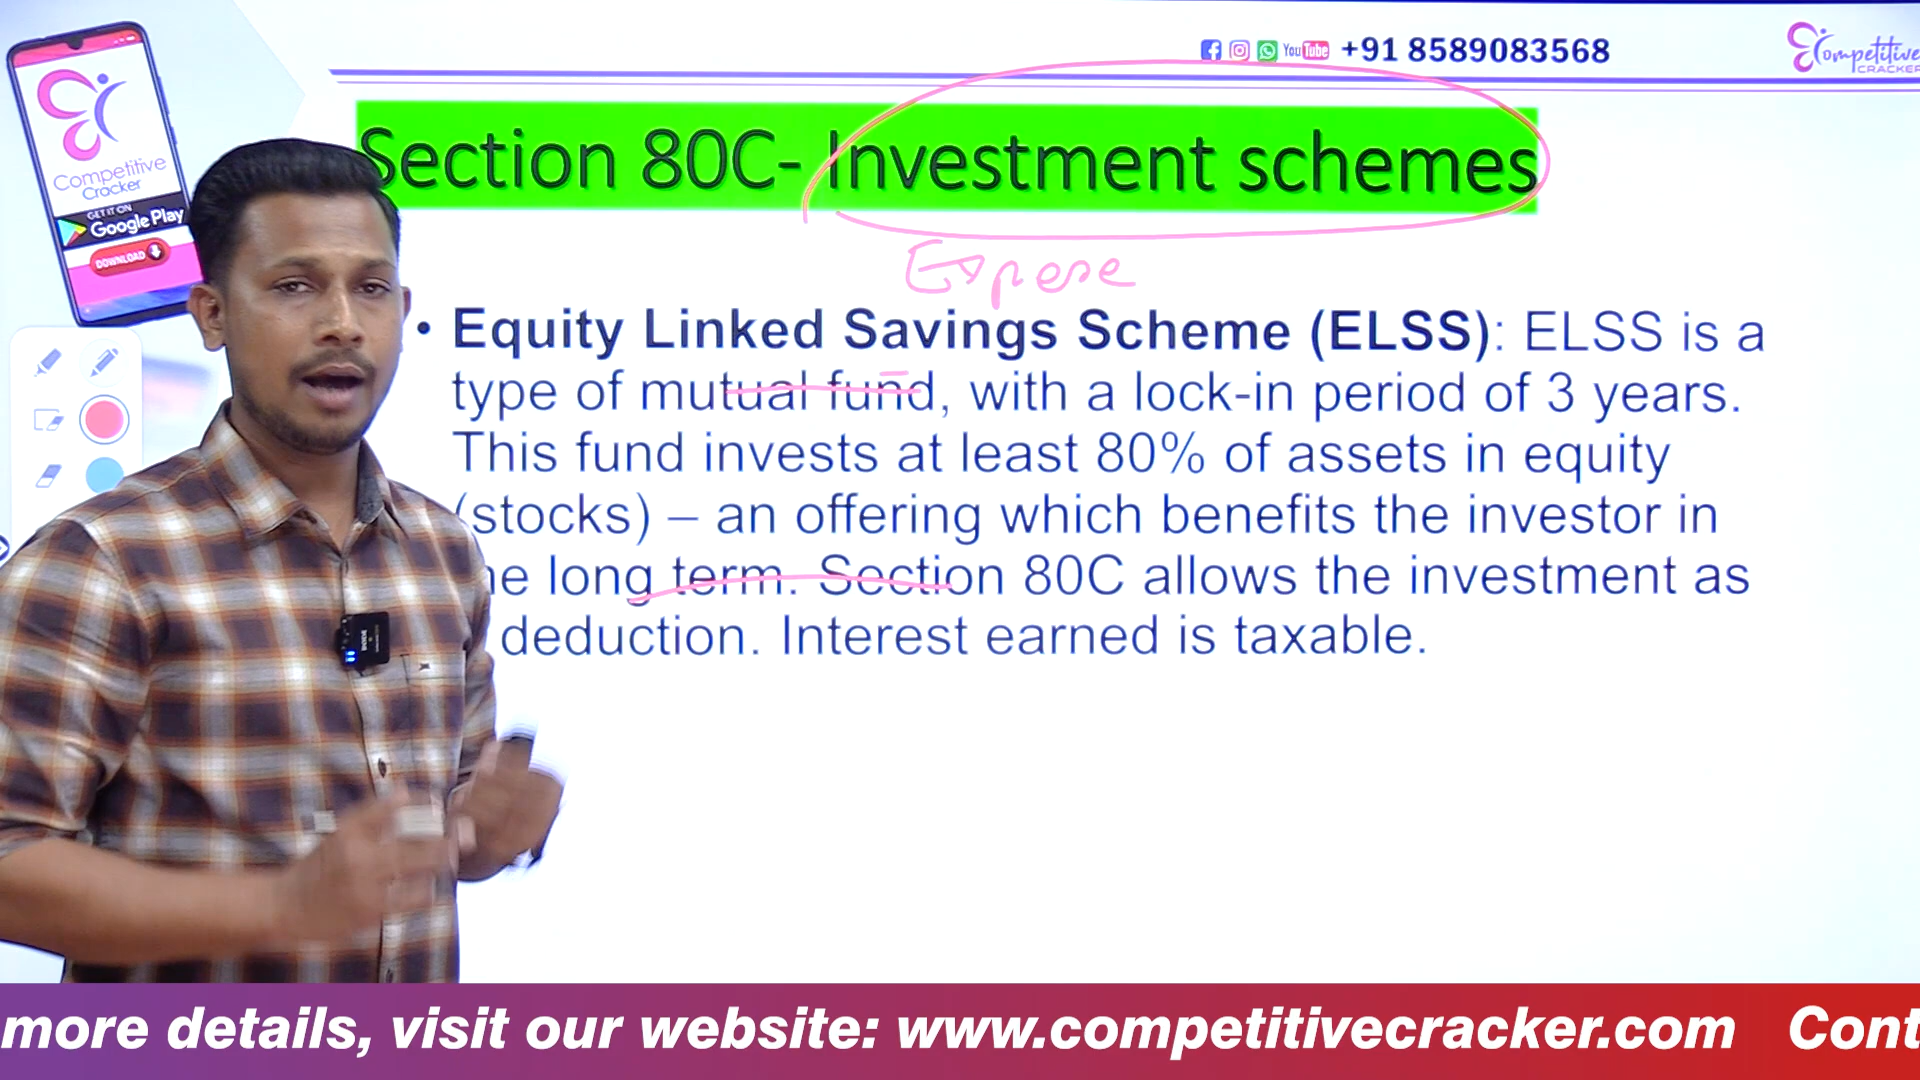 +91 8589083568
Competitive
CRACKER
You Tube
Competitive
Cracker
GET IT ON
Google Play
DOWNLOAD
Section 80C- Investment schemes
Expense
• Equity Linked Savings Scheme (ELSS): ELSS is a
type of mutual fund, with a lock-in period of 3 years.
This fund invests at least 80% of assets in equity
(stocks) – an offering which benefits the investor in
he long term. Section 80C allows the investment as
deduction. Interest earned is taxable.
more details, visit our website: www.competitivecracker.com Cont